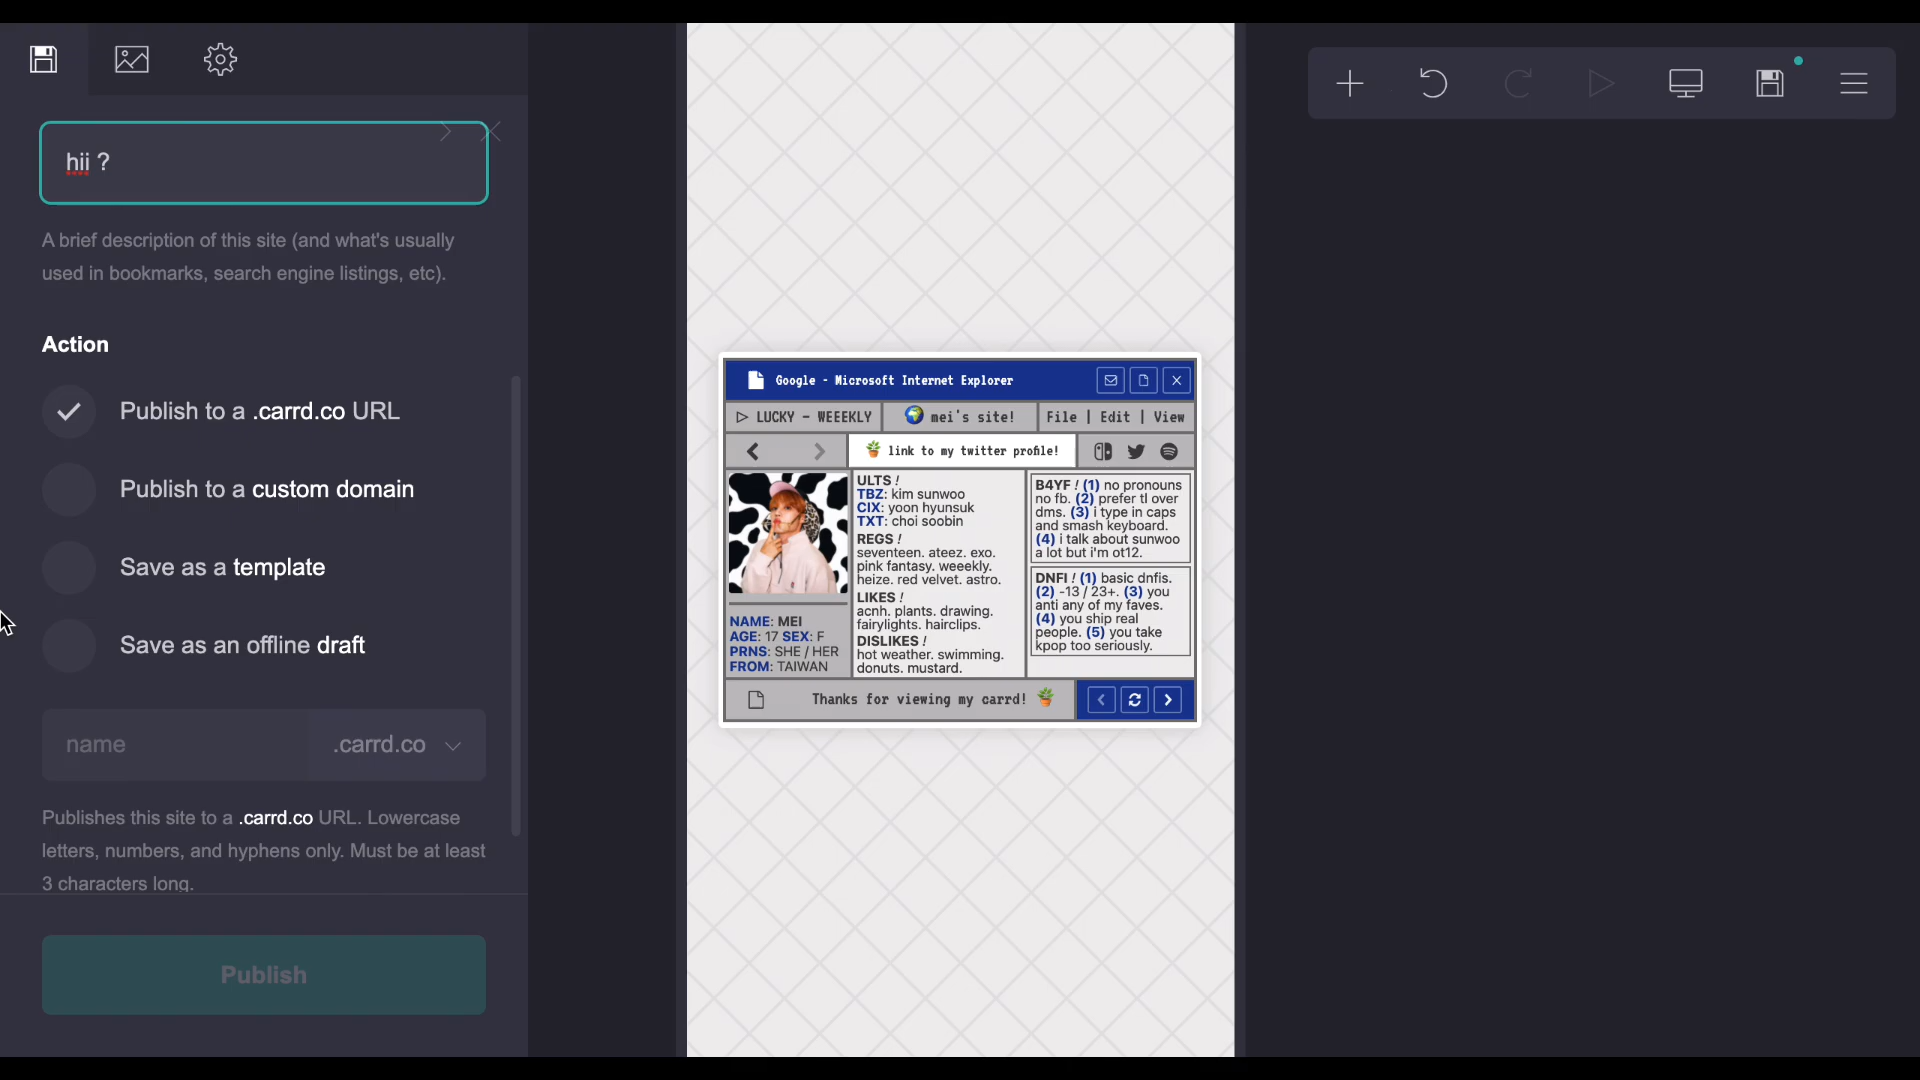 hii ?
A brief description of this site (and what's usually
used in bookmarks, search engine listings, etc).
Action
Publish to a .carrd.co URL
Publish to a custom domain
Save as a template
Save as an offline draft
name
.carrd.co
Publishes this site to a .carrd.co URL. Lowercase
letters, numbers, and hyphens only. Must be at least
3 characters long.
Publish
Google - Microsoft Internet Explorer
▷ LUCKY - WEEEKLY
🌍 mei's site!
File | Edit | View
🪴 link to my twitter profile!
NAME: MEI
AGE: 17 SEX: F
PRNS: SHE / HER
FROM: TAIWAN
ULTS !
TBZ: kim sunwoo
CIX: yoon hyunsuk
TXT: choi soobin
REGS !
seventeen. ateez. exo.
pink fantasy. weeekly.
heize. red velvet. astro.
LIKES !
acnh. plants. drawing.
fairylights. hairclips.
DISLIKES !
hot weather. swimming.
donuts. mustard.
B4YF ! (1) no pronouns
no fb. (2) prefer tl over
dms. (3) i type in caps
and smash keyboard.
(4) i talk about sunwoo
a lot but i'm ot12.
DNFI ! (1) basic dnfis.
(2) -13 / 23+. (3) you
anti any of my faves.
(4) you ship real
people. (5) you take
kpop too seriously.
Thanks for viewing my carrd! 🪴